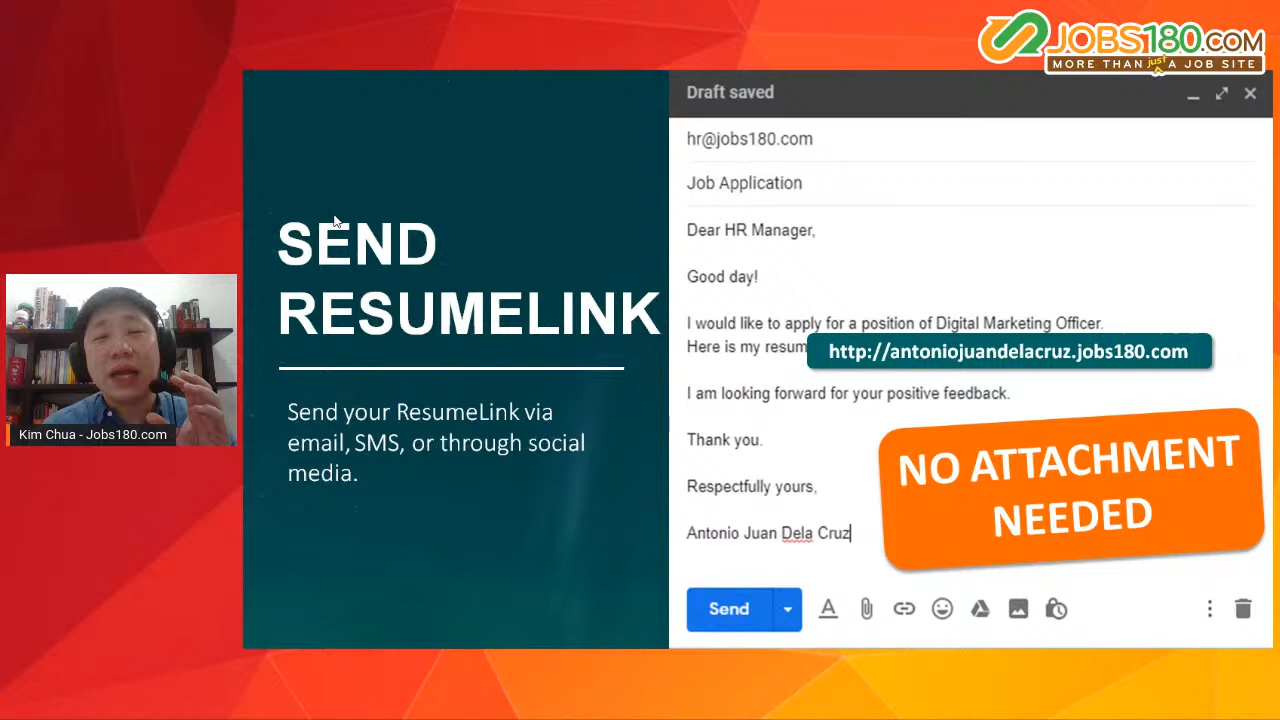 JOBS180.COM
MORE THAN just A JOB SITE
Draft saved
hr@jobs180.com
Job Application
Dear HR Manager,
Good day!
I would like to apply for a position of Digital Marketing Officer.
Here is my resum
http://antoniojuandelacruz.jobs180.com
I am looking forward for your positive feedback.
Thank you.
Respectfully yours,
Antonio Juan Dela Cruz
NO ATTACHMENT
NEEDED
Send
SEND
RESUMELINK
Send your ResumeLink via
email, SMS, or through social
media.
Kim Chua - Jobs180.com